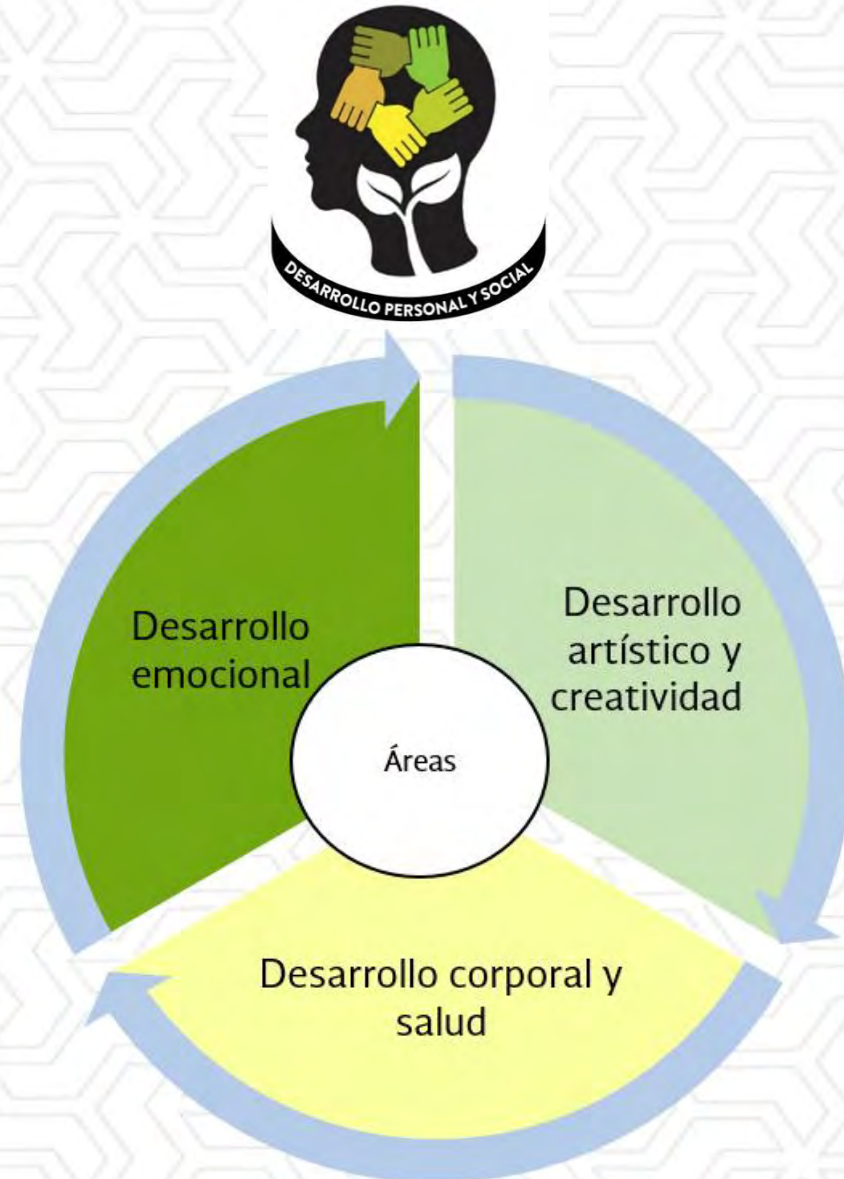 DESARROLLO PERSONAL Y SOCIAL
Desarrollo
emocional
Desarrollo
artístico y
creatividad
Áreas
Desarrollo corporal y
salud